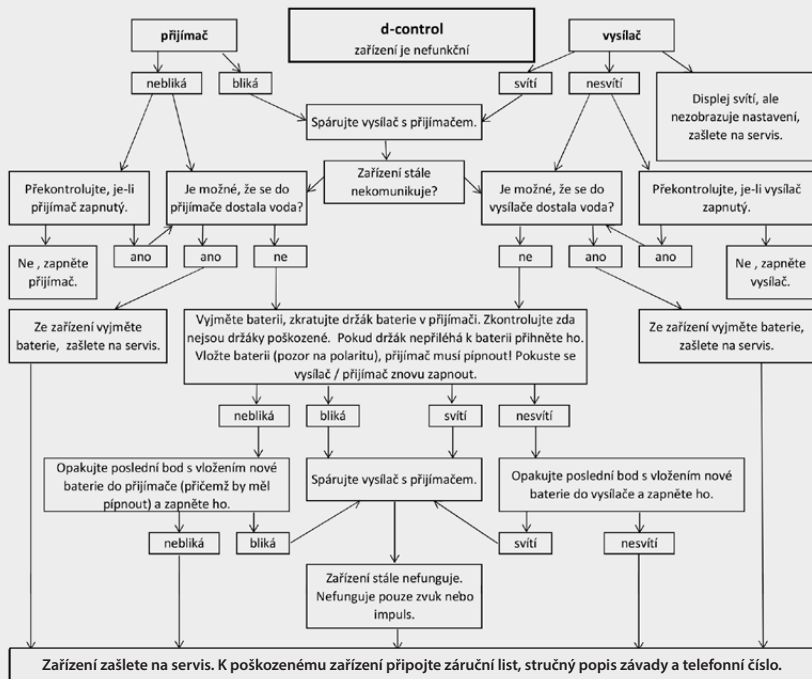 d-control
zařízení je nefunkční
přijímač
vysílač
nebliká
bliká
svítí
nesvítí
Displej svítí, ale
nezobrazuje nastavení,
zašlete na servis.
Spárujte vysílač s přijímačem.
Zařízení stále
nekomunikuje?
Překontrolujte, je-li
přijímač zapnutý.
Je možné, že se do
přijímače dostala voda?
Je možné, že se do
vysílače dostala voda?
Překontrolujte, je-li vysílač
zapnutý.
Ne , zapněte
přijímač.
ano
ano
ne
ne
ano
ano
Ne , zapněte
vysílač.
Ze zařízení vyjměte
baterie, zašlete na servis.
Vyjměte baterii, zkratujte držák baterie v přijímači. Zkontrolujte zda
nejsou držáky poškozené. Pokud držák nepřiléhá k baterii přihněte ho.
Vložte baterii (pozor na polaritu), přijímač musí pípnout! Pokuste se
vysílač / přijímač znovu zapnout.
Ze zařízení vyjměte baterie,
zašlete na servis.
nebliká
bliká
svítí
nesvítí
Opakujte poslední bod s vložením nové
baterie do přijímače (přičemž by měl
pípnout) a zapněte ho.
Spárujte vysílač s přijímačem.
Opakujte poslední bod s vložením nové
baterie do vysílače a zapněte ho.
nebliká
bliká
svítí
nesvítí
Zařízení stále nefunguje.
Nefunguje pouze zvuk nebo
impuls.
Zařízení zašlete na servis. K poškozenému zařízení připojte záruční list, stručný popis závady a telefonní číslo.